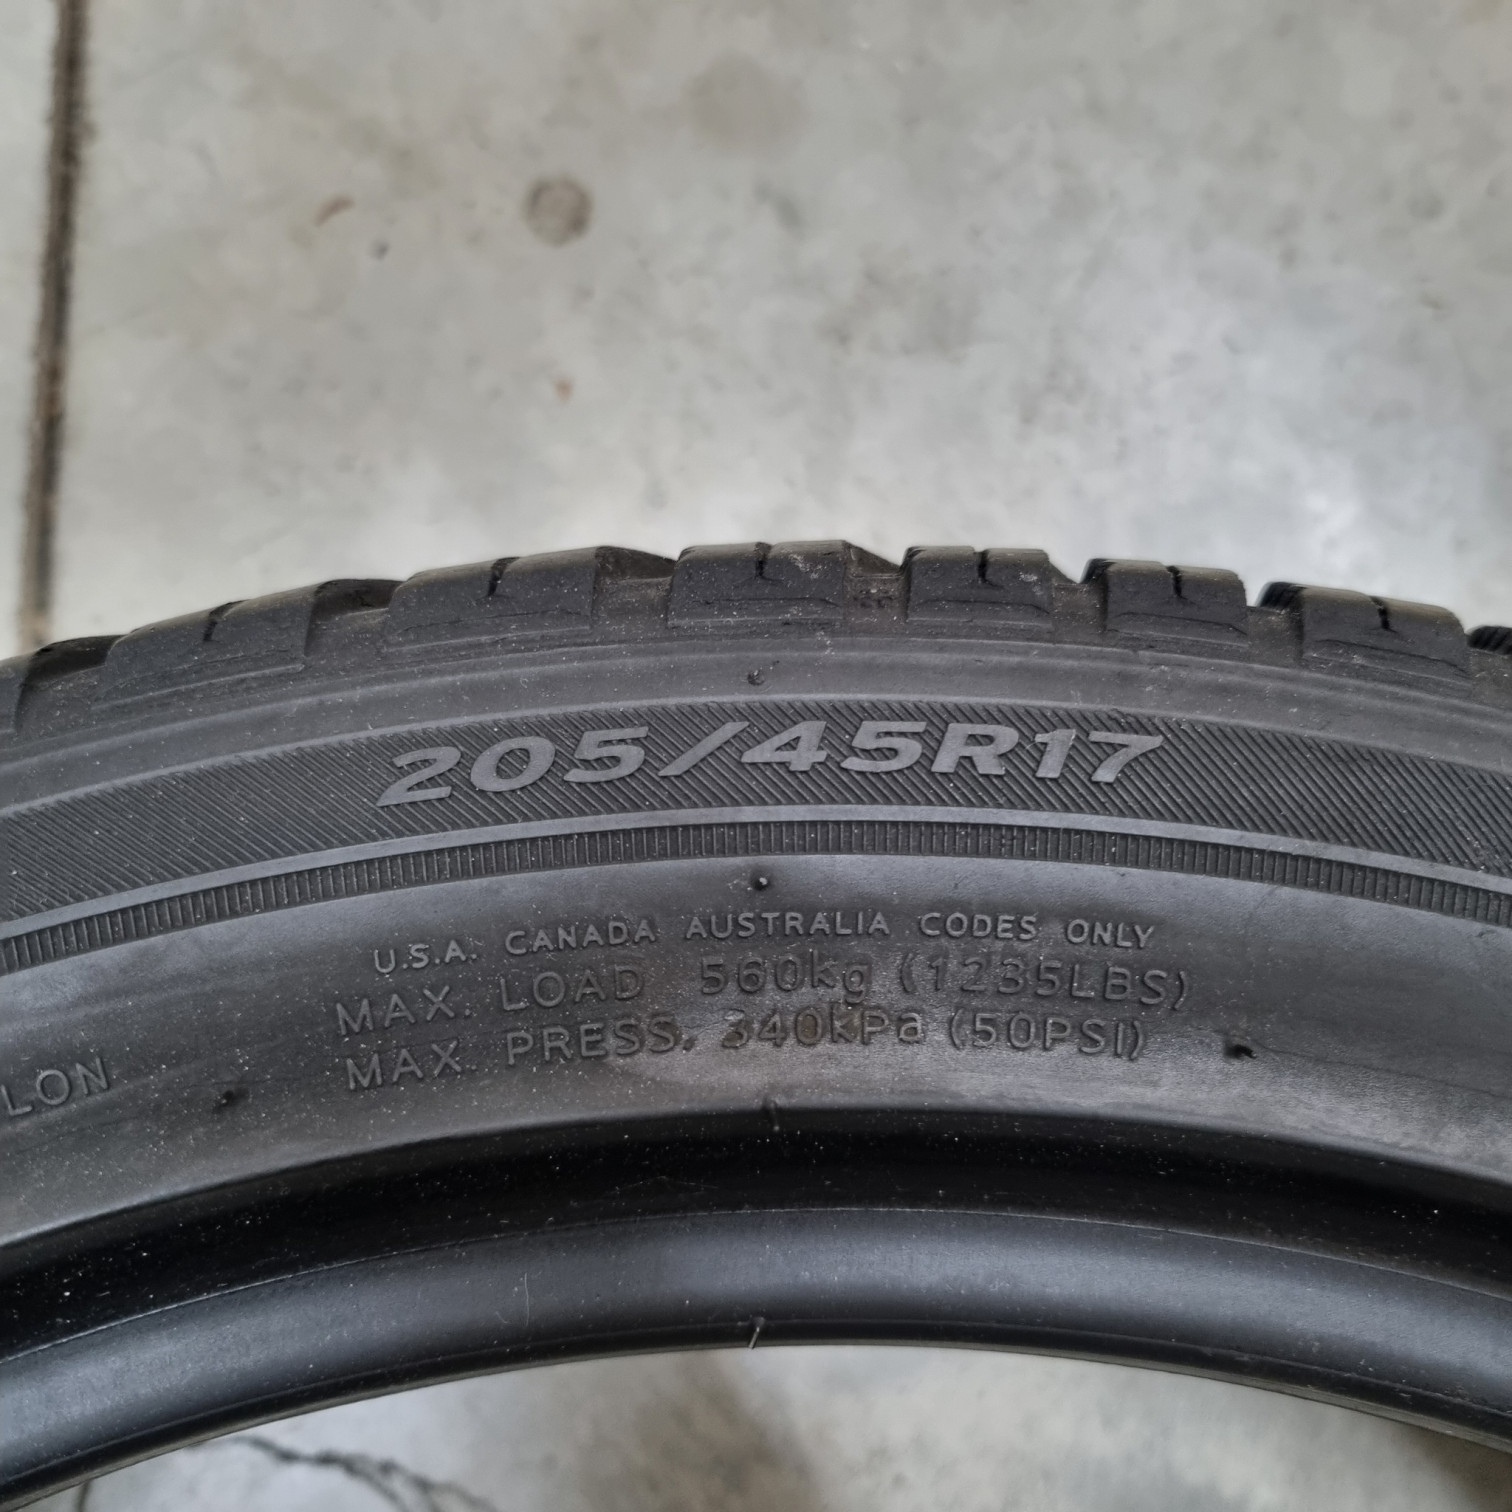 205/45R17
U.S.A. CANADA AUSTRALIA CODES ONLY
MAX. LOAD 560kg (1235LBS)
MAX. PRESS. 340kPa (50PSI)
LON